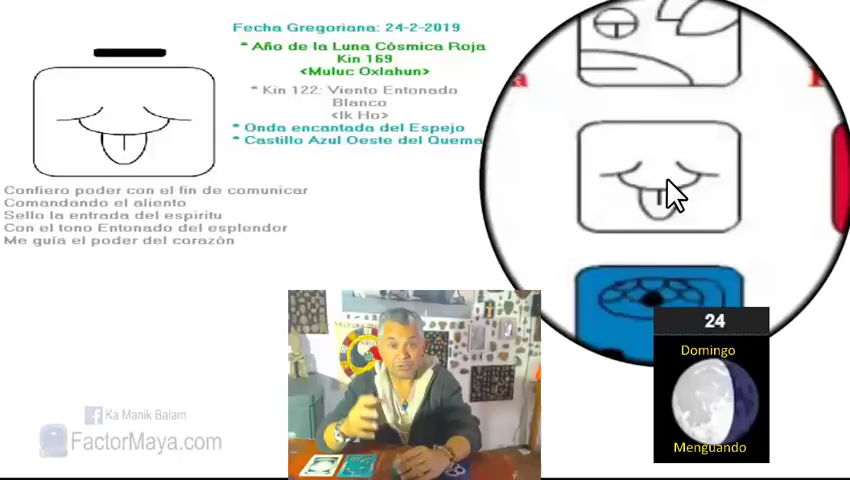 Fecha Gregoriana: 24-2-2019
* Año de la Luna Cósmica Roja
Kin 169
<Muluc Oxlahun>
* Kin 122: Viento Entonado
Blanco
<Ik Ho>
* Onda encantada del Espejo
* Castillo Azul Oeste del Quema
Confiero poder con el fin de comunicar
Comandando el aliento
Sello la entrada del espíritu
Con el tono Entonado del esplendor
Me guía el poder del corazón
24
Domingo
Menguando
Ka Manik Balam
FactorMaya.com